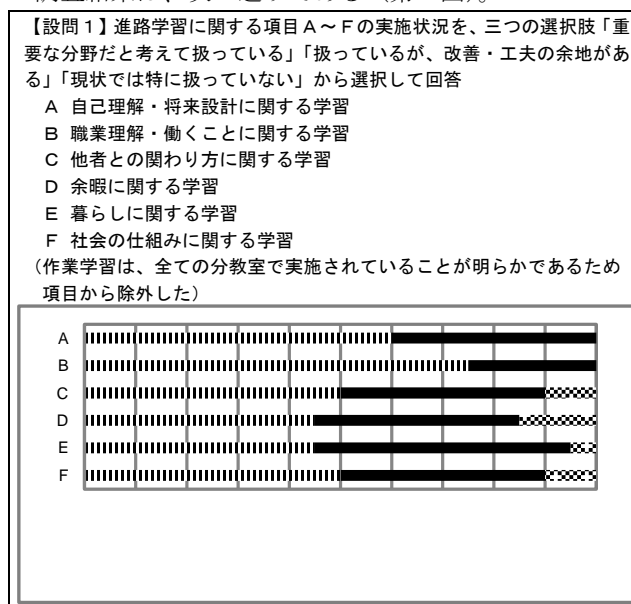 【設問１】進路学習に関する項目Ａ～Ｆの実施状況を、三つの選択肢「重
要な分野だと考えて扱っている」「扱っているが、改善・工夫の余地があ
る」「現状では特に扱っていない」から選択して回答
Ａ 自己理解・将来設計に関する学習
Ｂ 職業理解・働くことに関する学習
Ｃ 他者との関わり方に関する学習
Ｄ 余暇に関する学習
Ｅ 暮らしに関する学習
Ｆ 社会の仕組みに関する学習
（作業学習は、全ての分教室で実施されていることが明らかであるため
項目から除外した）
A
B
C
D
E
F